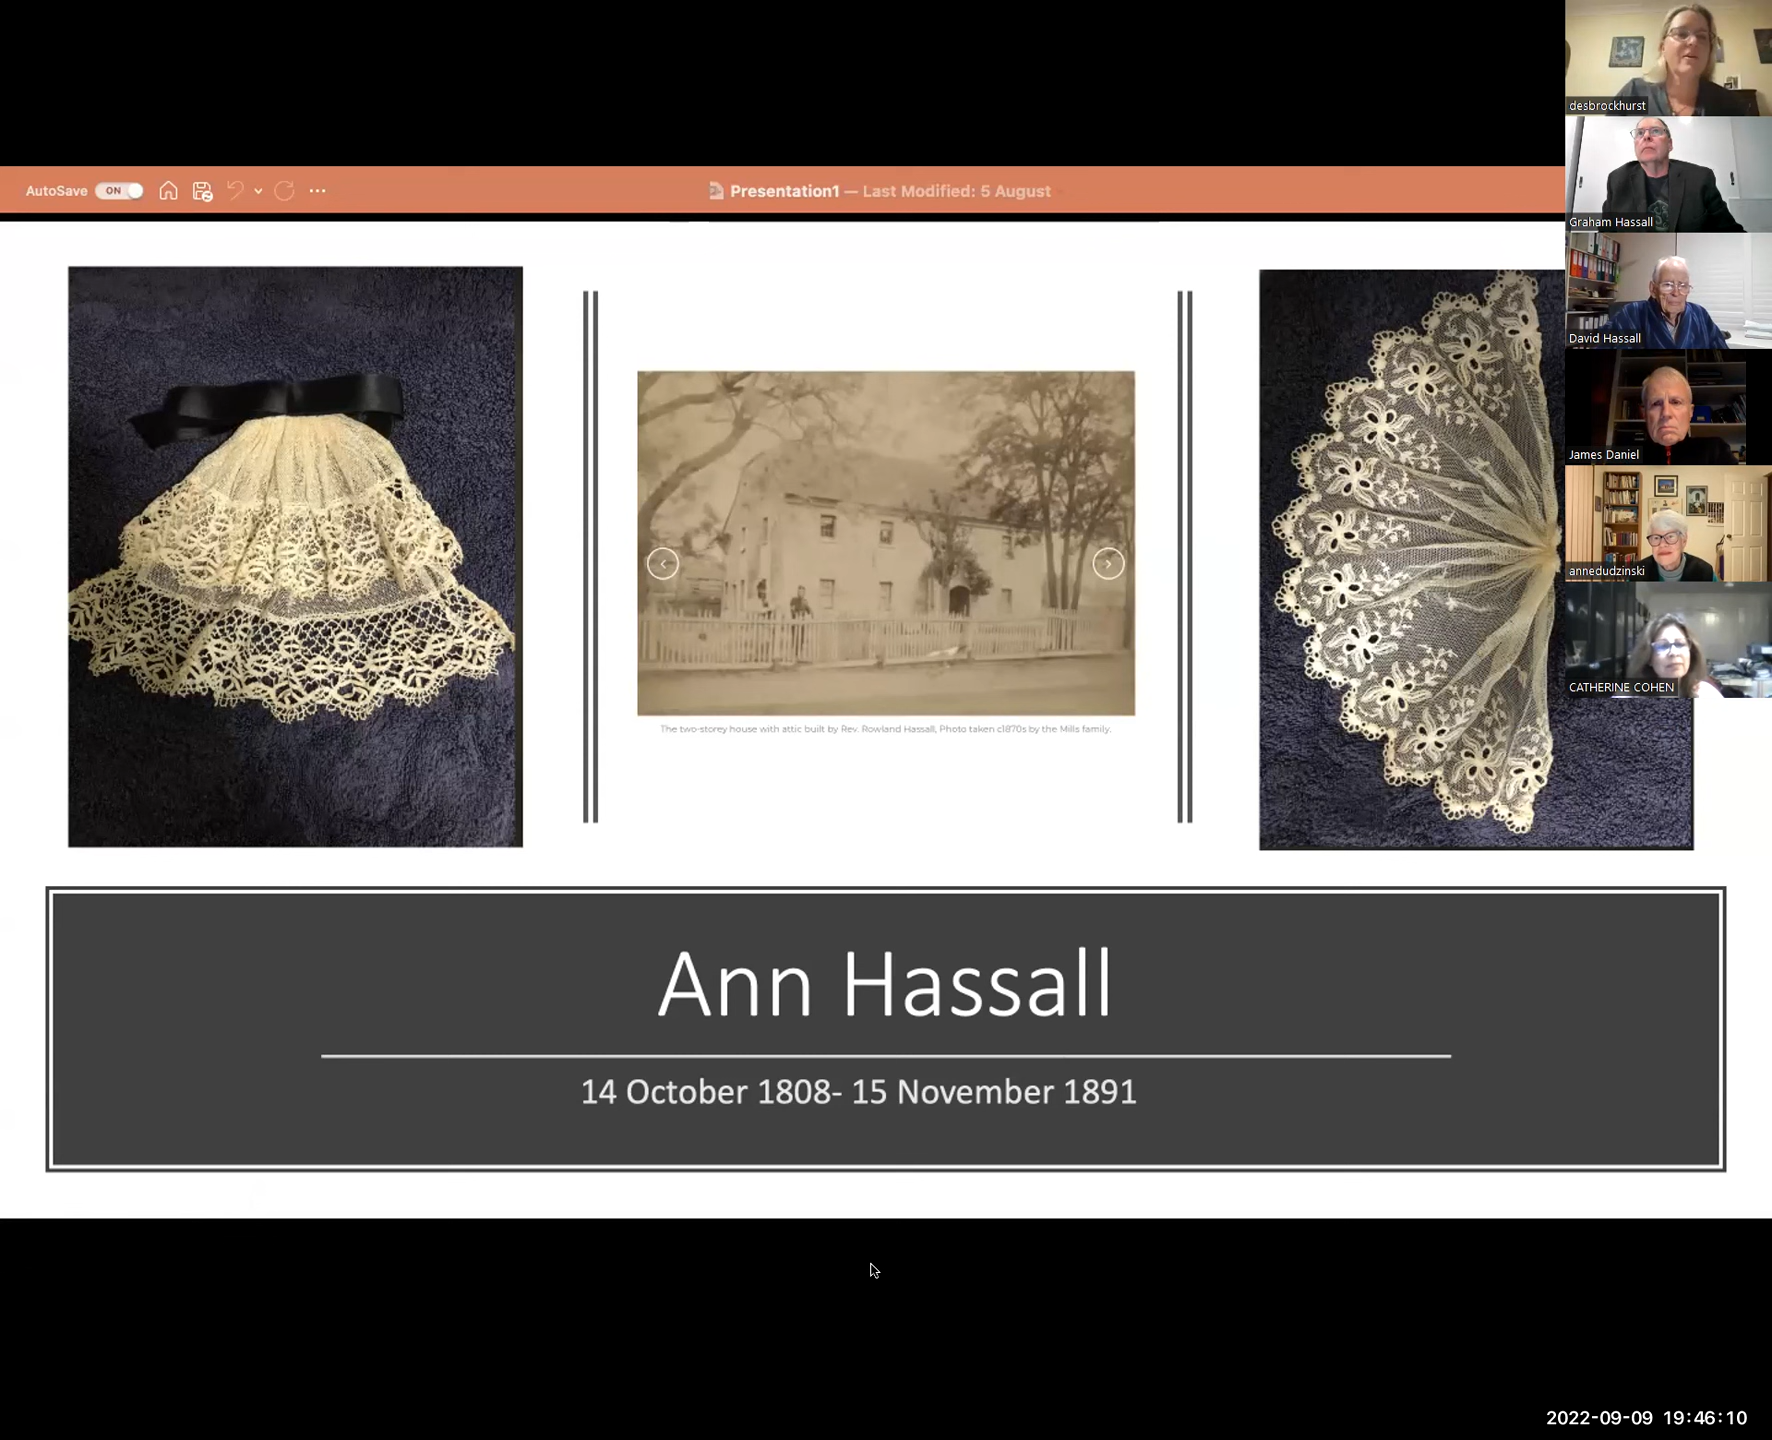 desbrockhurst
AutoSave ON
Presentation1 — Last Modified: 5 August
Graham Hassall
David Hassall
James Daniel
annedudzinski
CATHERINE COHEN
The two-storey house with attic built by Rev. Rowland Hassall, Photo taken c1870s by the Mills family.
Ann Hassall
14 October 1808- 15 November 1891
2022-09-09 19:46:10